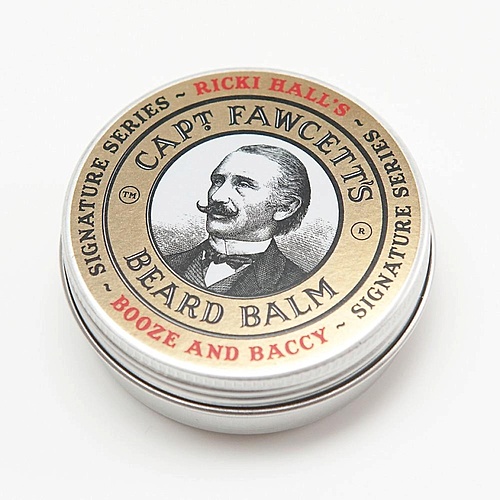 ~ RICKI HALL'S ~
SIGNATURE SERIES
CAPT. FAWCETT'S
™
®
BEARD BALM
SIGNATURE SERIES
~ BOOZE AND BACCY ~